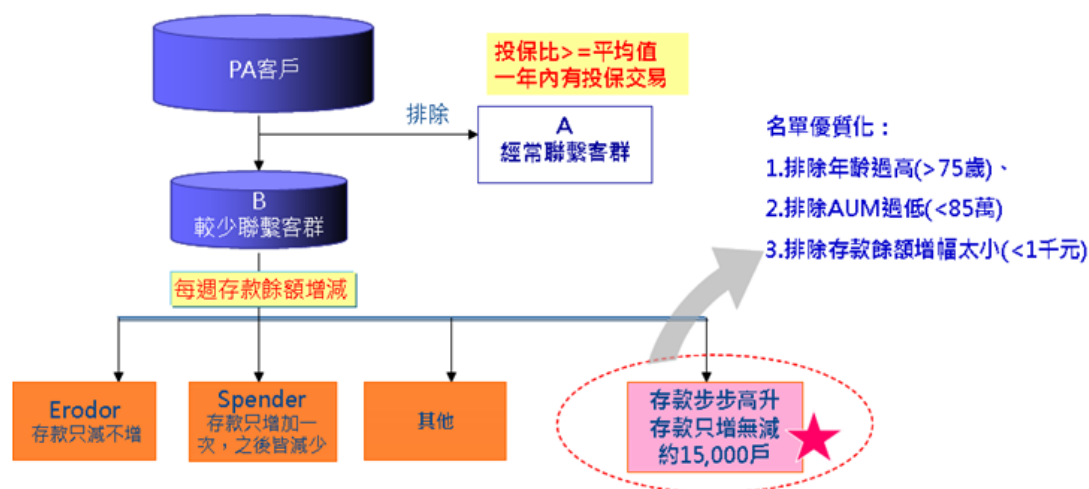 PA客戶
投保比>=平均值
一年內有投保交易
排除
A
經常聯繫客群
名單優質化：
1.排除年齡過高(>75歲)、
2.排除AUM過低(<85萬)
3.排除存款餘額增幅太小(<1千元)
B
較少聯繫客群
每週存款餘額增減
Erodor
存款只減不增
Spender
存款只增加一
次，之後皆減少
其他
存款步步高升
存款只增無減
約15,000戶